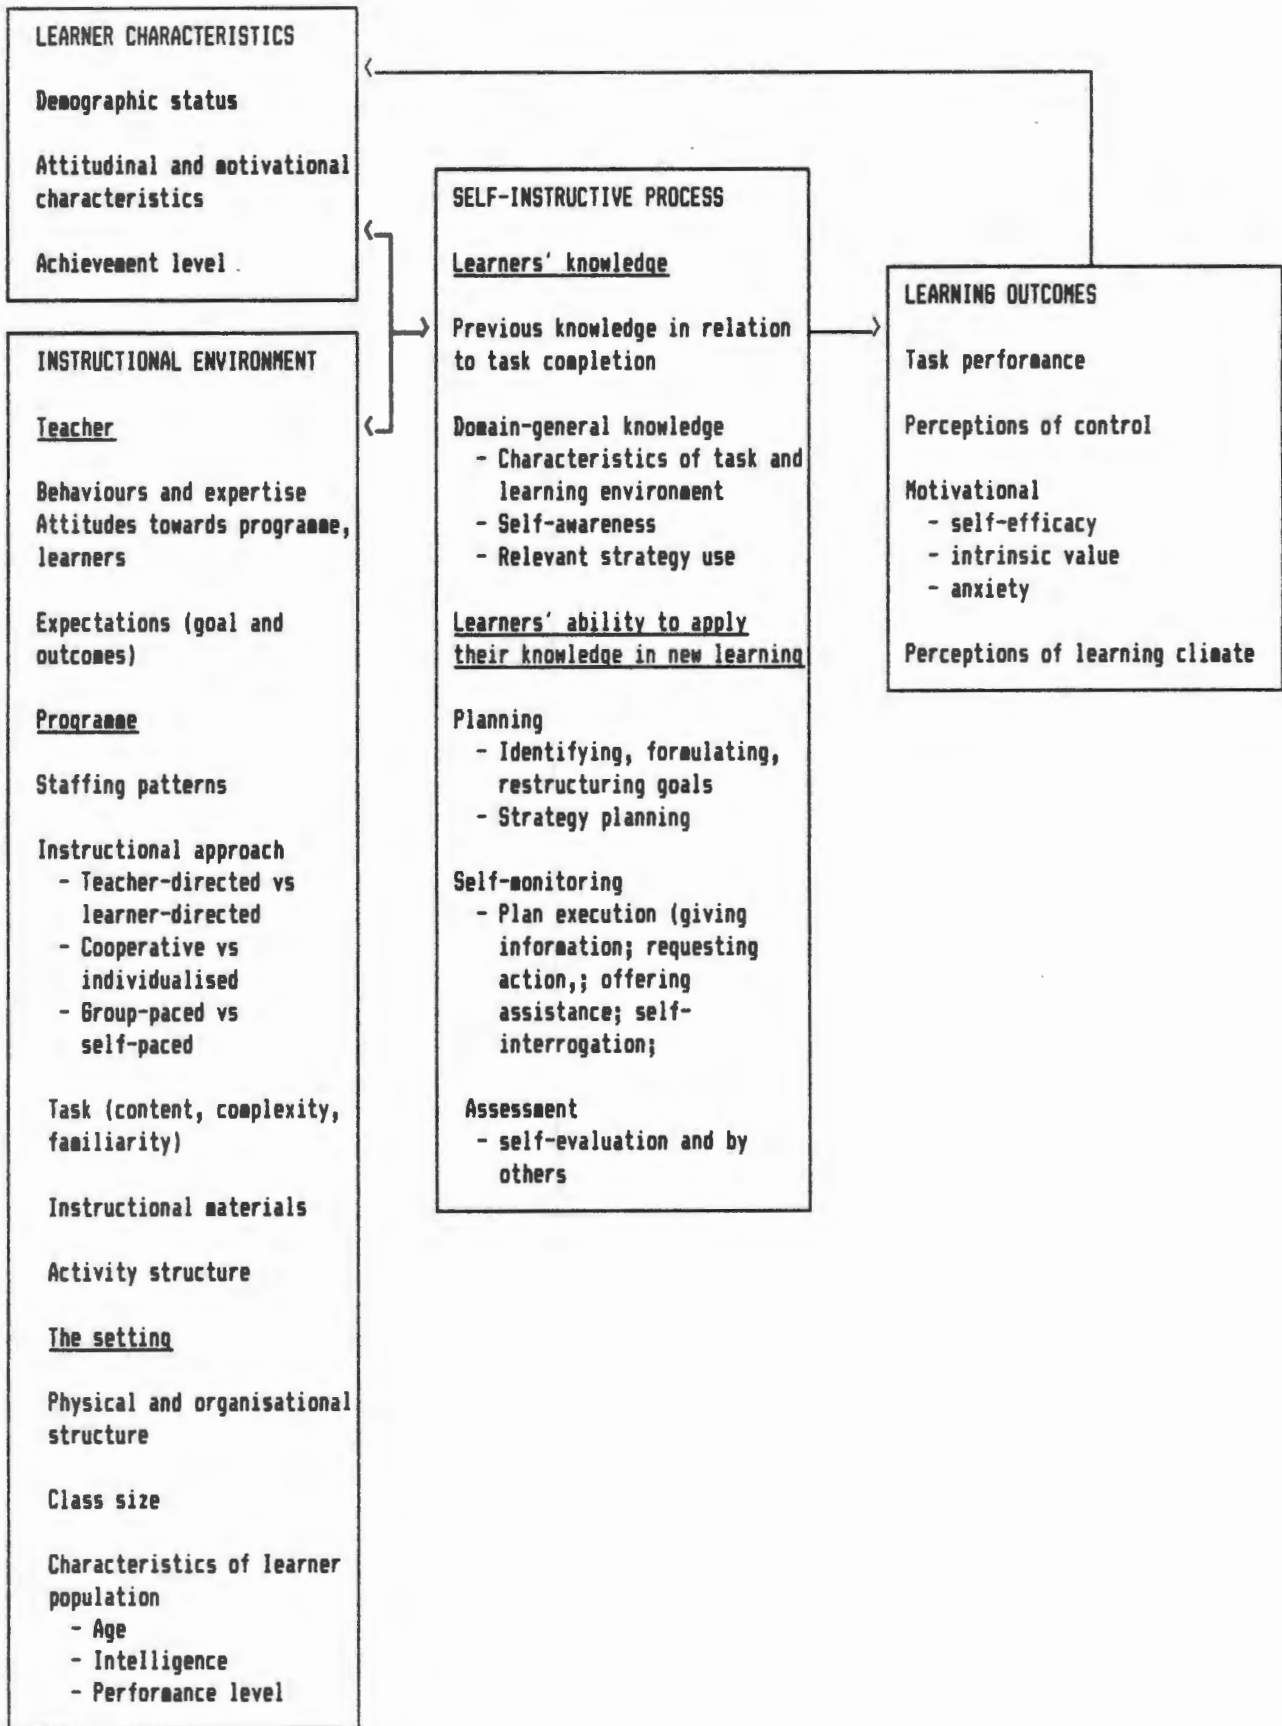 LEARNER CHARACTERISTICS
Demographic status
Attitudinal and motivational
characteristics
Achievement level
INSTRUCTIONAL ENVIRONMENT
Teacher
Behaviours and expertise
Attitudes towards programme,
learners
Expectations (goal and
outcomes)
Programme
Staffing patterns
Instructional approach
- Teacher-directed vs
learner-directed
- Cooperative vs
individualised
- Group-paced vs
self-paced
Task (content, complexity,
familiarity)
Instructional materials
Activity structure
The setting
Physical and organisational
structure
Class size
Characteristics of learner
population
- Age
- Intelligence
- Performance level
SELF-INSTRUCTIVE PROCESS
Learners' knowledge
Previous knowledge in relation
to task completion
Domain-general knowledge
- Characteristics of task and
learning environment
- Self-awareness
- Relevant strategy use
Learners' ability to apply
their knowledge in new learning
Planning
- Identifying, formulating,
restructuring goals
- Strategy planning
Self-monitoring
- Plan execution (giving
information; requesting
action,; offering
assistance; self-
interrogation;
Assessment
- self-evaluation and by
others
LEARNING OUTCOMES
Task performance
Perceptions of control
Motivational
- self-efficacy
- intrinsic value
- anxiety
Perceptions of learning climate